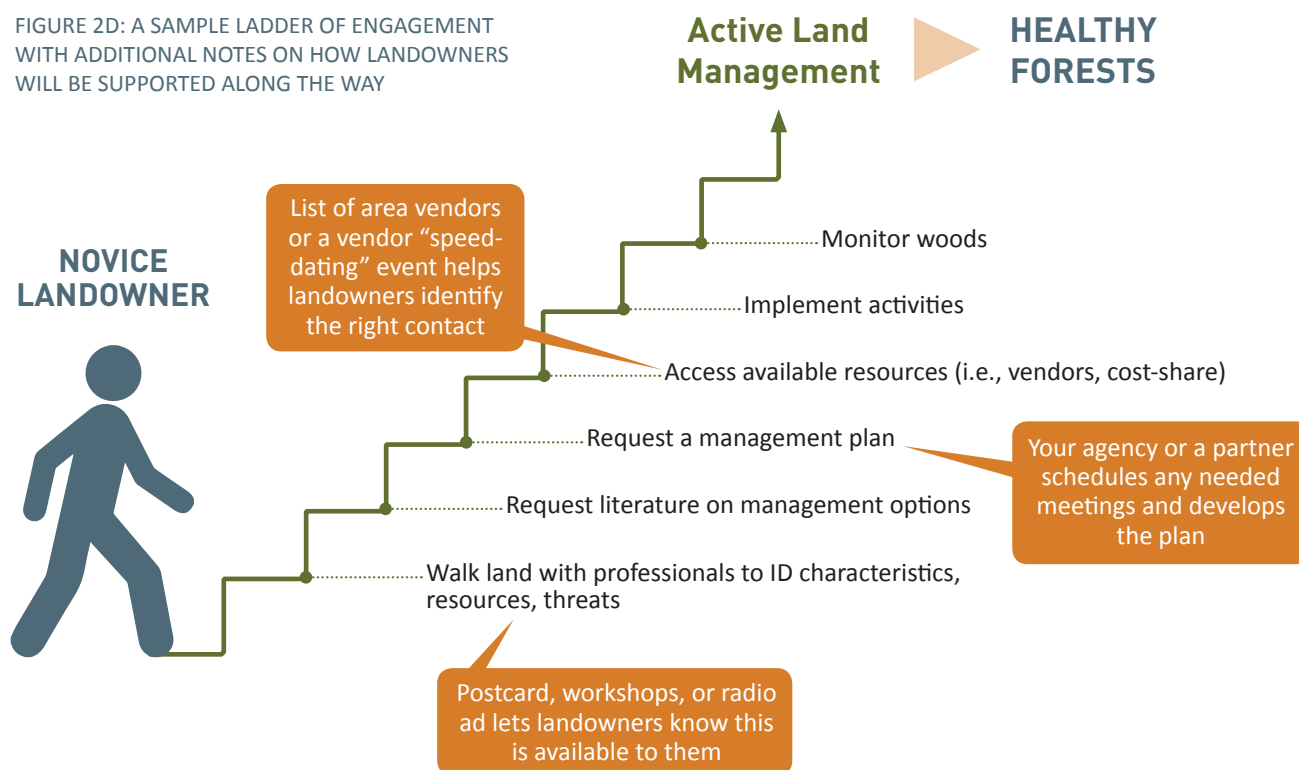 FIGURE 2D: A SAMPLE LADDER OF ENGAGEMENT
WITH ADDITIONAL NOTES ON HOW LANDOWNERS
WILL BE SUPPORTED ALONG THE WAY
Active Land
Management
HEALTHY
FORESTS
NOVICE
LANDOWNER
List of area vendors
or a vendor “speed-
dating” event helps
landowners identify
the right contact
Monitor woods
Implement activities
Access available resources (i.e., vendors, cost-share)
Request a management plan
Your agency or a partner
schedules any needed
meetings and develops
the plan
Request literature on management options
Walk land with professionals to ID characteristics,
resources, threats
Postcard, workshops, or radio
ad lets landowners know this
is available to them